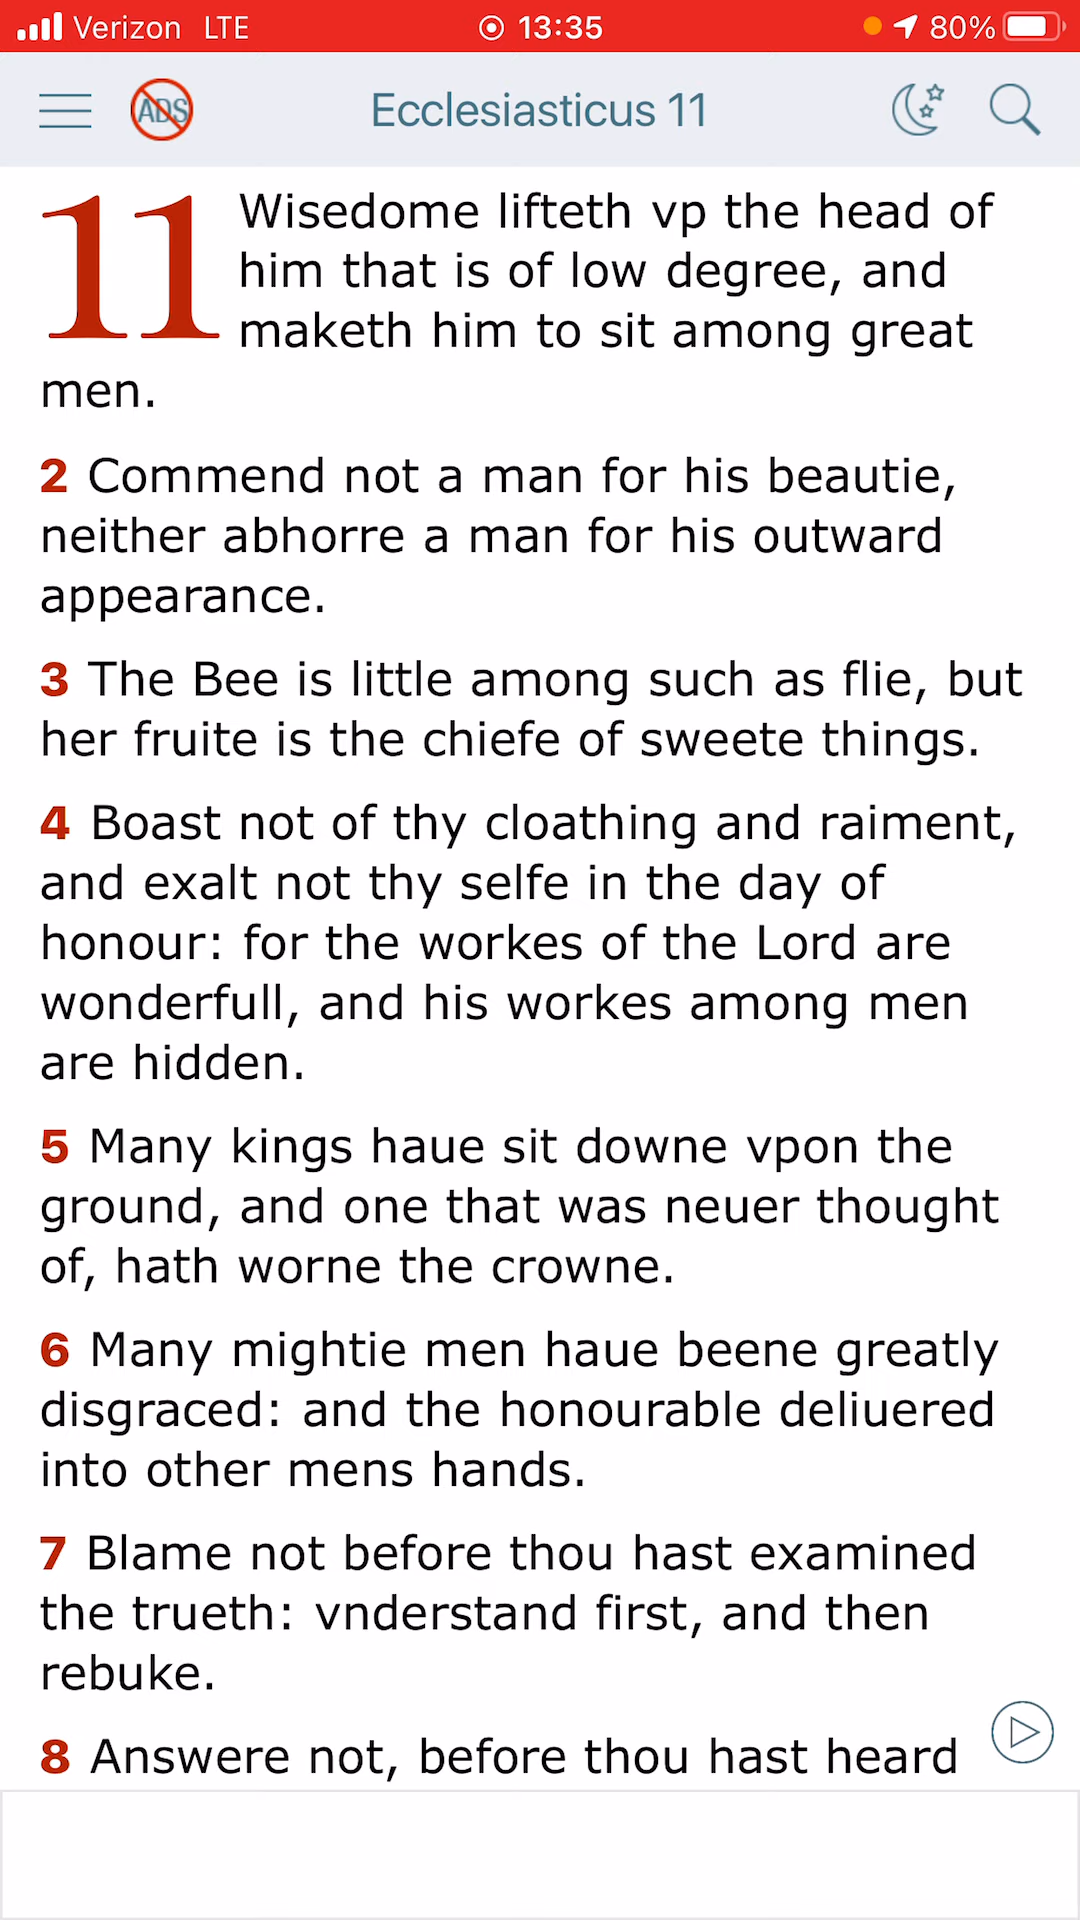 Verizon LTE 13:35 80%
ADS Ecclesiasticus 11
11 Wisedome lifteth vp the head of
him that is of low degree, and
maketh him to sit among great
men.
2 Commend not a man for his beautie,
neither abhorre a man for his outward
appearance.
3 The Bee is little among such as flie, but
her fruite is the chiefe of sweete things.
4 Boast not of thy cloathing and raiment,
and exalt not thy selfe in the day of
honour: for the workes of the Lord are
wonderfull, and his workes among men
are hidden.
5 Many kings haue sit downe vpon the
ground, and one that was neuer thought
of, hath worne the crowne.
6 Many mightie men haue beene greatly
disgraced: and the honourable deliuered
into other mens hands.
7 Blame not before thou hast examined
the trueth: vnderstand first, and then
rebuke.
8 Answere not, before thou hast heard